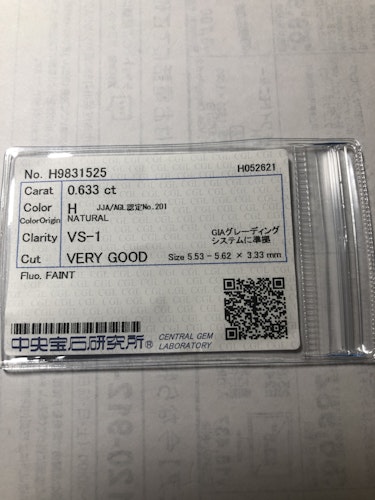 No. H9831525 H052621
Carat 0.633 ct
Color H JJA/AGL認定No.201
ColorOrigin NATURAL
Clarity VS-1 GIAグレーディング
システムに準拠
Cut VERY GOOD Size 5.53 - 5.62 × 3.33 mm
Fluo. FAINT
中央宝石研究所® CENTRAL GEM
LABORATORY